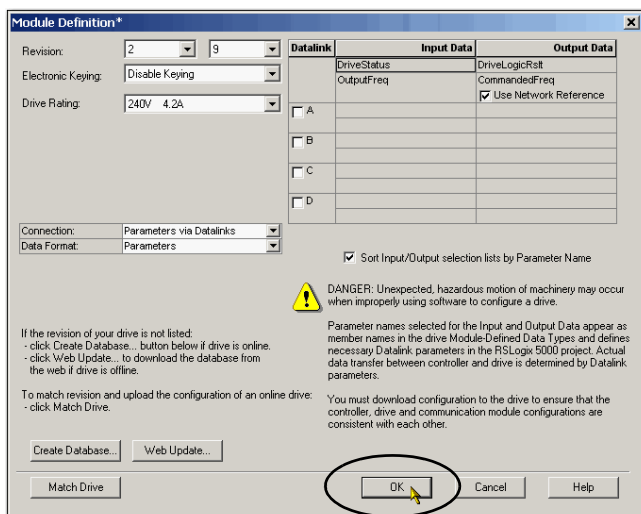 Module Definition*
Revision: 2 9
Electronic Keying: Disable Keying
Drive Rating: 240V 4.2A
Datalink Input Data Output Data
DriveStatus DriveLogicRslt
OutputFreq CommandedFreq
Use Network Reference
A
B
C
D
Connection: Parameters via Datalinks
Data Format: Parameters
Sort Input/Output selection lists by Parameter Name
DANGER: Unexpected, hazardous motion of machinery may occur
when improperly using software to configure a drive.
Parameter names selected for the Input and Output Data appear as
member names in the drive Module-Defined Data Types and defines
necessary Datalink parameters in the RSLogix 5000 project. Actual
data transfer between controller and drive is determined by Datalink
parameters.
You must download configuration to the drive to ensure that the
controller, drive and communication module configurations are
consistent with each other.
If the revision of your drive is not listed:
- click Create Database... button below if drive is online.
- click Web Update... to download the database from
the web if drive is offline.
To match revision and upload the configuration of an online drive:
- click Match Drive.
Create Database... Web Update...
Match Drive OK Cancel Help